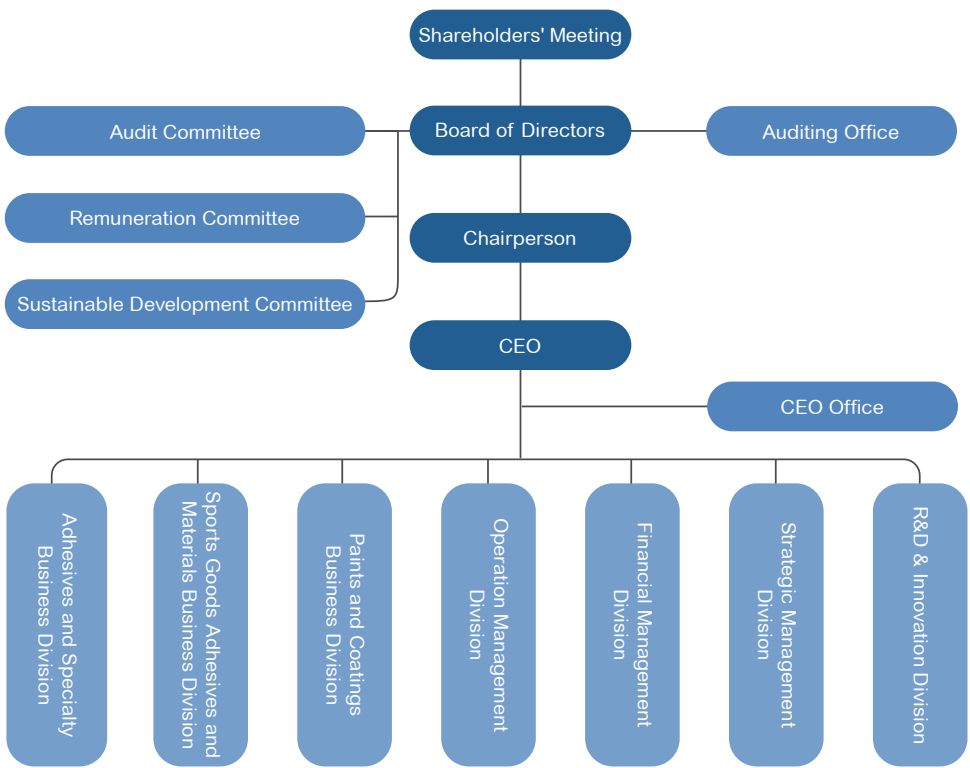 Shareholders' Meeting
Audit Committee
Board of Directors
Auditing Office
Remuneration Committee
Chairperson
Sustainable Development Committee
CEO
CEO Office
Adhesives and Specialty
Business Division
Sports Goods Adhesives and
Materials Business Division
Paints and Coatings
Business Division
Operation Management
Division
Financial Management
Division
Strategic Management
Division
R&D & Innovation Division